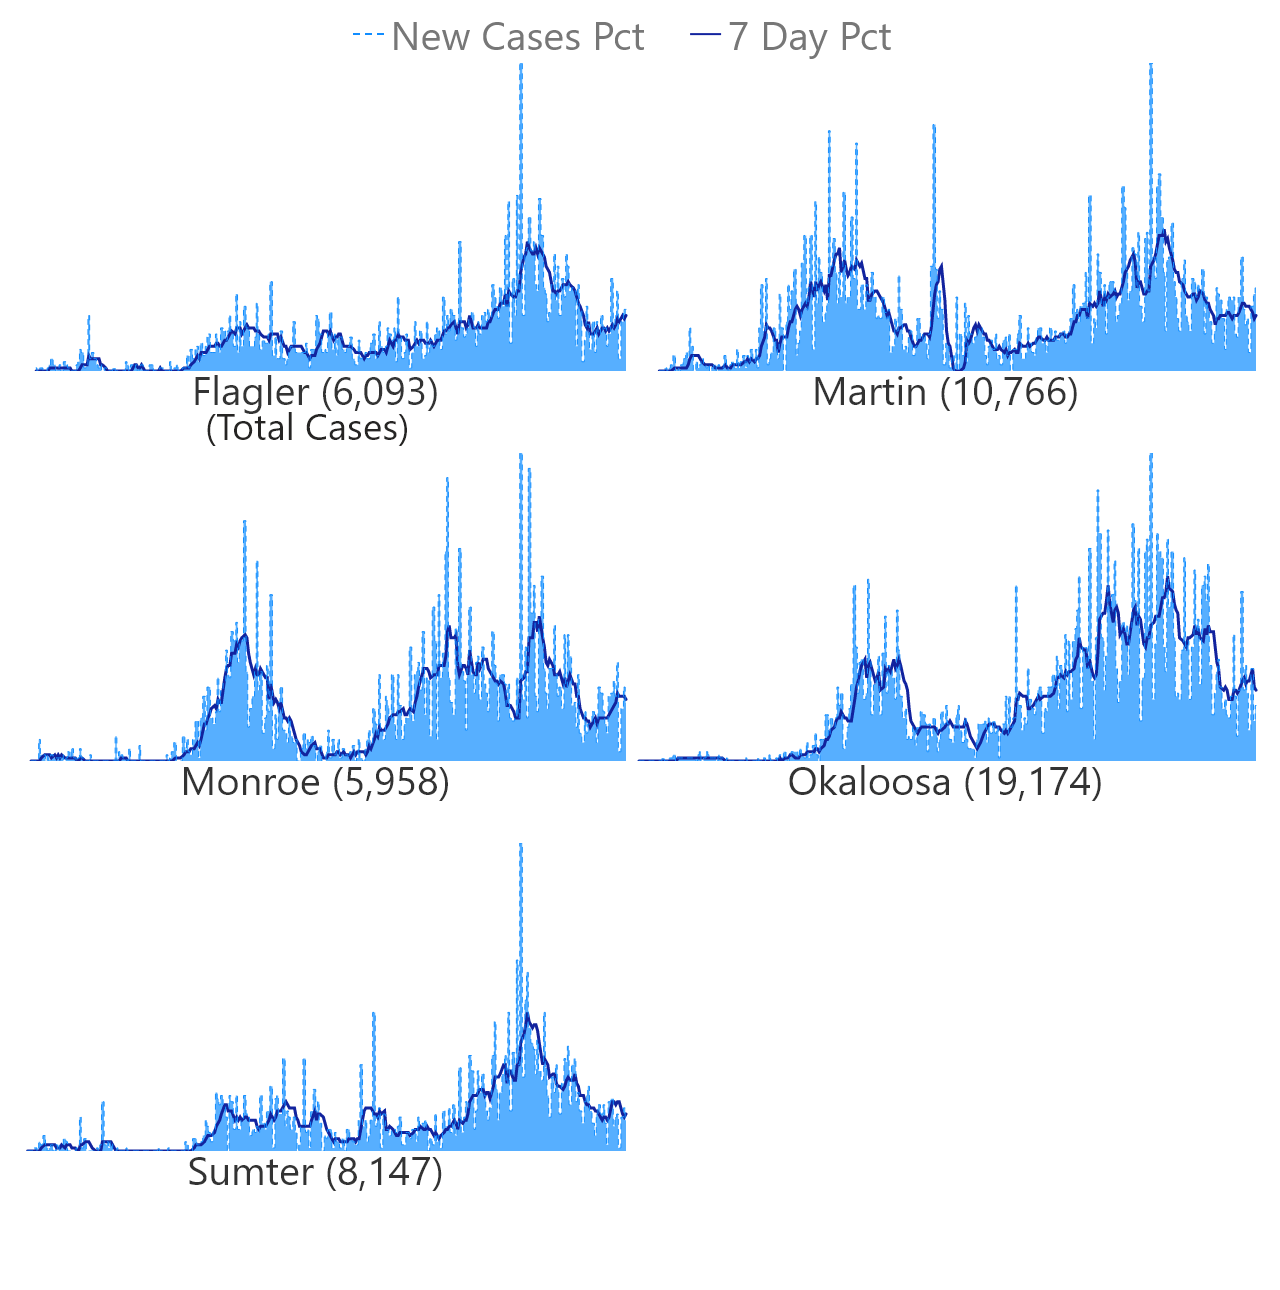 New Cases Pct 7 Day Pct
Flagler (6,093) Martin (10,766)
(Total Cases)
Monroe (5,958) Okaloosa (19,174)
Sumter (8,147)